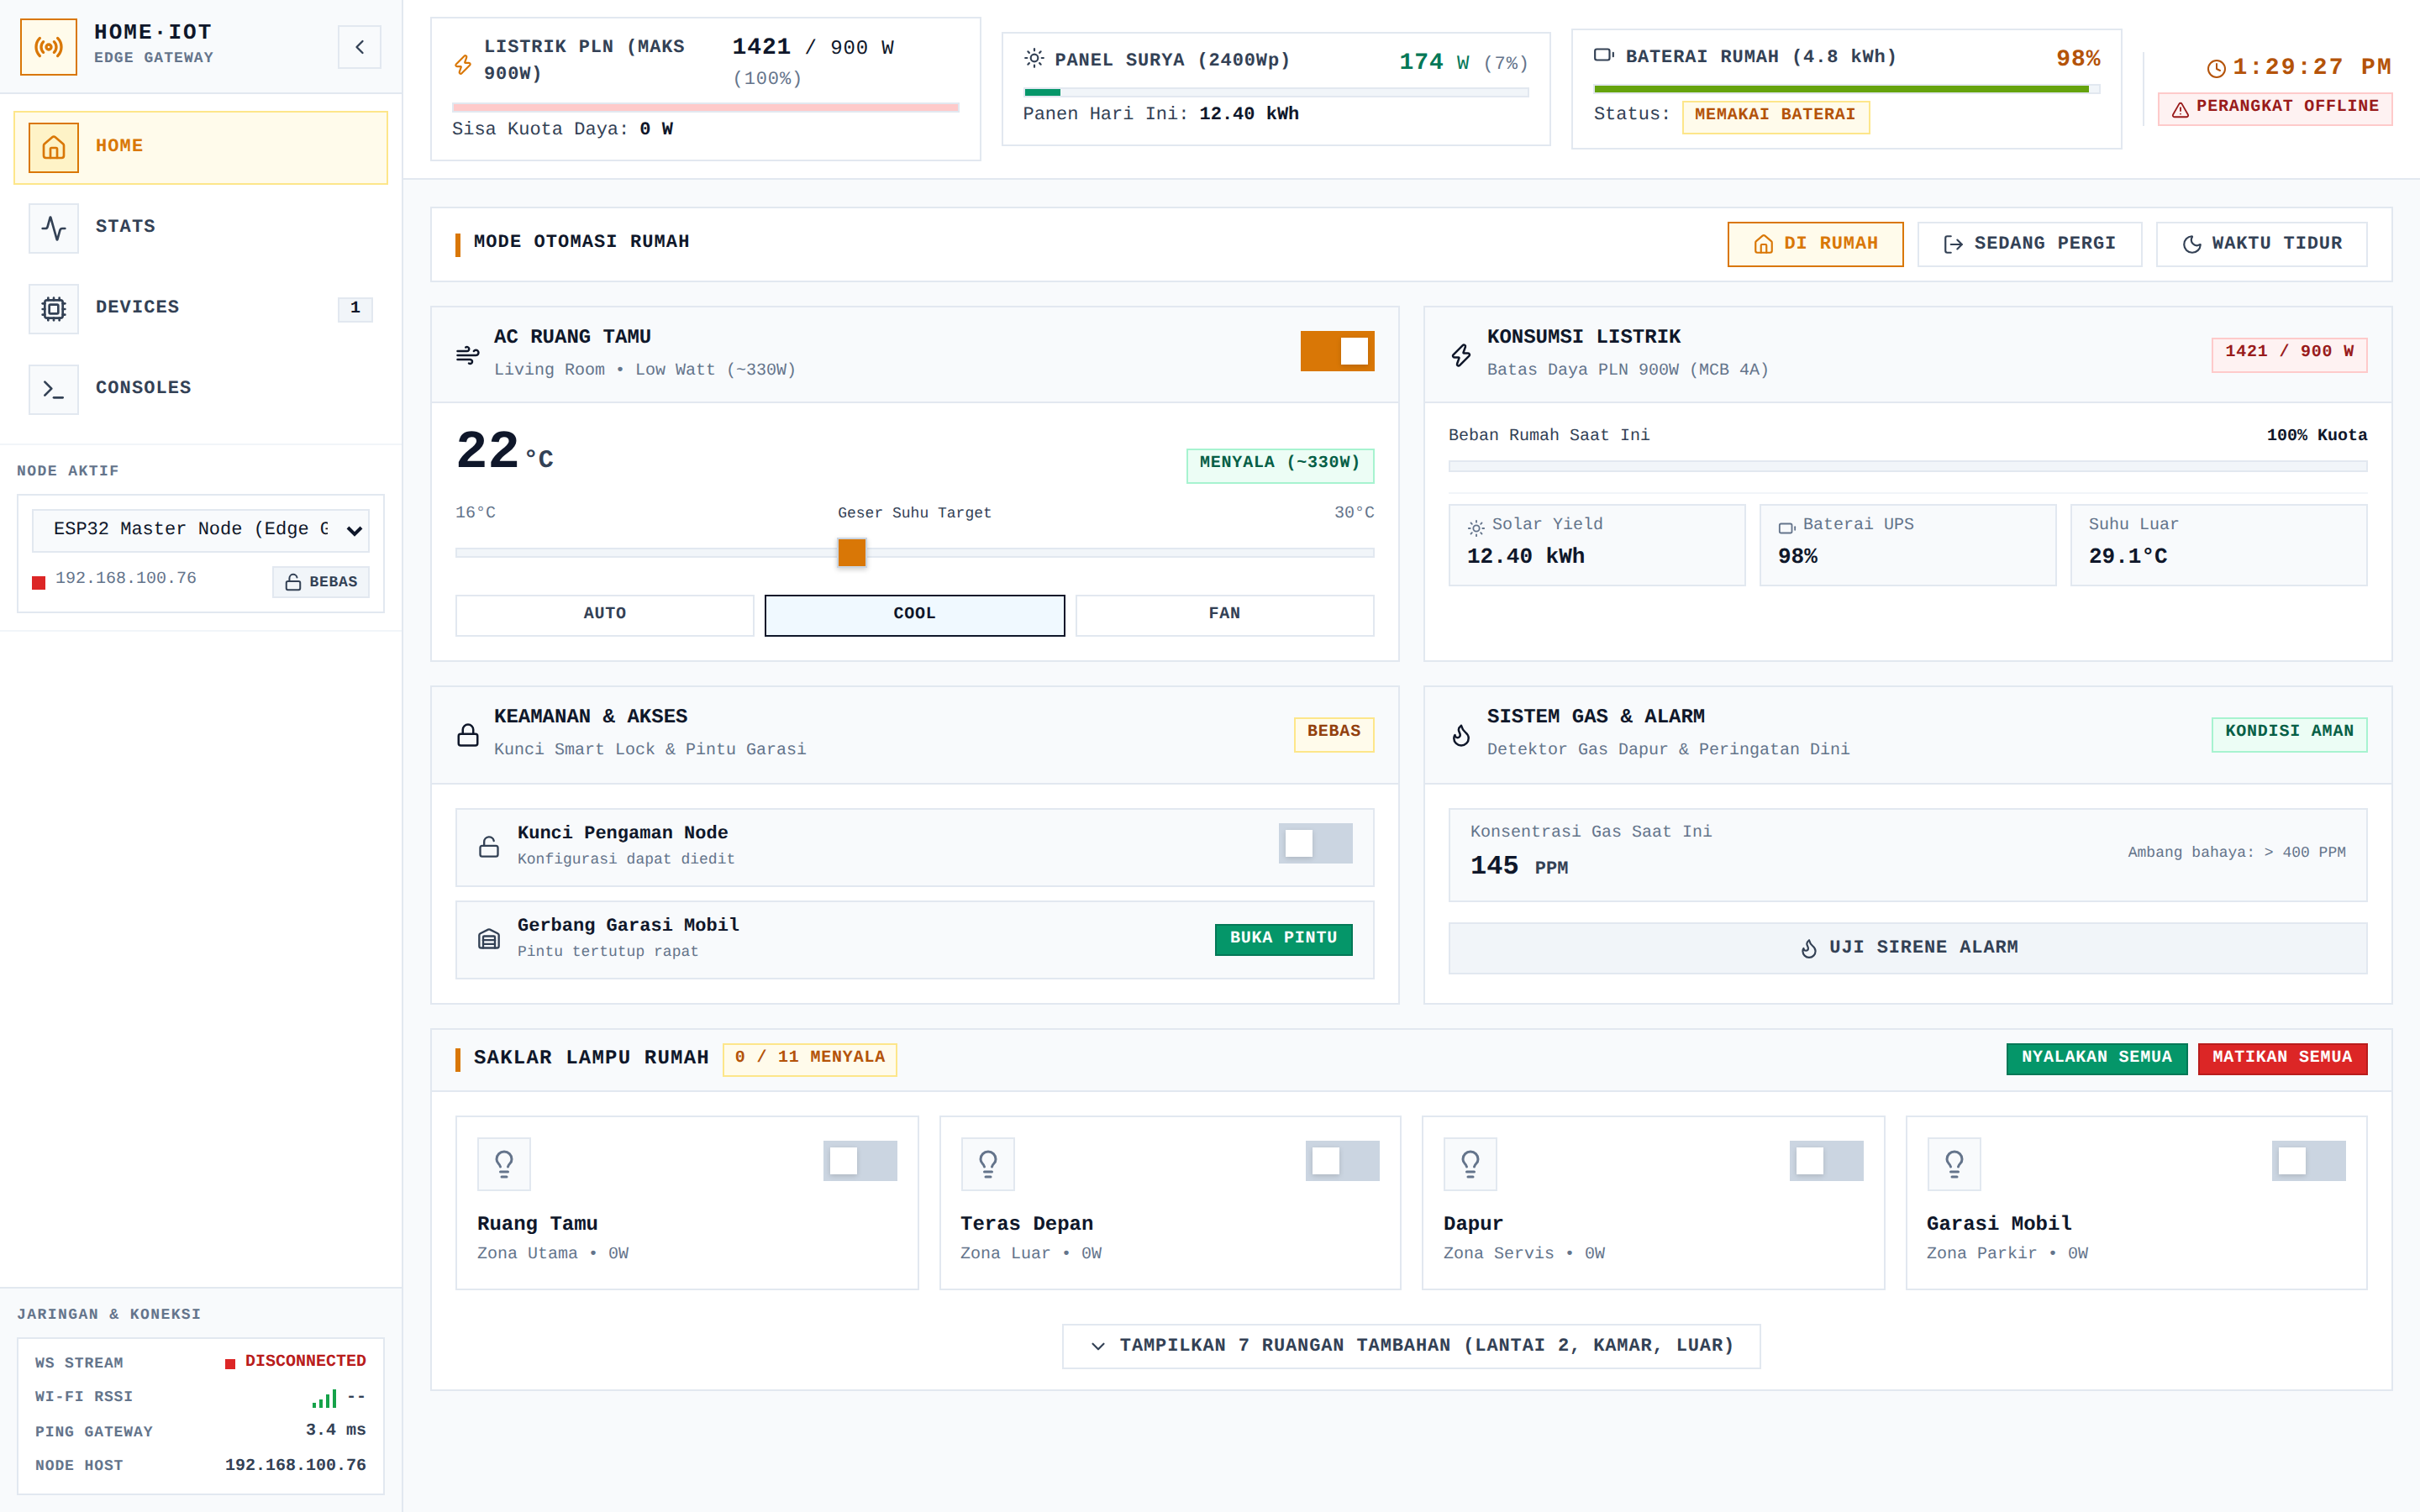 HOME·IOT
EDGE GATEWAY
HOME
STATS
DEVICES
1
CONSOLES
NODE AKTIF
ESP32 Master Node (Edge G
192.168.100.76
BEBAS
JARINGAN & KONEKSI
WS STREAM
DISCONNECTED
WI-FI RSSI
--
PING GATEWAY
3.4 ms
NODE HOST
192.168.100.76
LISTRIK PLN (MAKS
900W)
1421 / 900 W
(100%)
Sisa Kuota Daya: 0 W
PANEL SURYA (2400Wp)
174 W (7%)
Panen Hari Ini: 12.40 kWh
BATERAI RUMAH (4.8 kWh)
98%
Status: MEMAKAI BATERAI
1:29:27 PM
PERANGKAT OFFLINE
MODE OTOMASI RUMAH
DI RUMAH
SEDANG PERGI
WAKTU TIDUR
AC RUANG TAMU
Living Room • Low Watt (~330W)
22°C
MENYALA (~330W)
16°C
Geser Suhu Target
30°C
AUTO
COOL
FAN
KONSUMSI LISTRIK
Batas Daya PLN 900W (MCB 4A)
1421 / 900 W
Beban Rumah Saat Ini
100% Kuota
Solar Yield
12.40 kWh
Baterai UPS
98%
Suhu Luar
29.1°C
KEAMANAN & AKSES
Kunci Smart Lock & Pintu Garasi
BEBAS
Kunci Pengaman Node
Konfigurasi dapat diedit
Gerbang Garasi Mobil
Pintu tertutup rapat
BUKA PINTU
SISTEM GAS & ALARM
Detektor Gas Dapur & Peringatan Dini
KONDISI AMAN
Konsentrasi Gas Saat Ini
145 PPM
Ambang bahaya: > 400 PPM
UJI SIRENE ALARM
SAKLAR LAMPU RUMAH
0 / 11 MENYALA
NYALAKAN SEMUA
MATIKAN SEMUA
Ruang Tamu
Zona Utama • 0W
Teras Depan
Zona Luar • 0W
Dapur
Zona Servis • 0W
Garasi Mobil
Zona Parkir • 0W
TAMPILKAN 7 RUANGAN TAMBAHAN (LANTAI 2, KAMAR, LUAR)